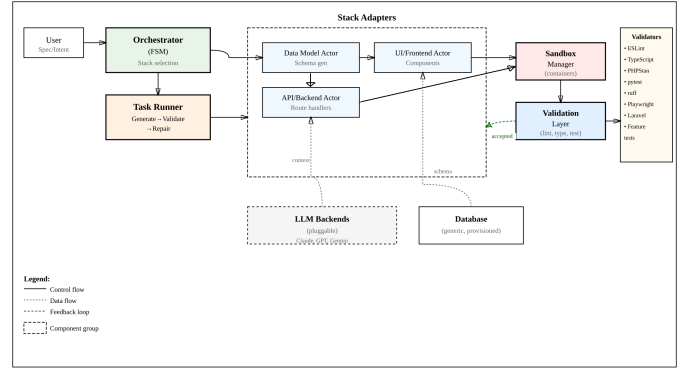 Stack Adapters
User
Spec/Intent
Orchestrator
(FSM)
Stack selection
Task Runner
Generate→Validate
→Repair
Data Model Actor
Schema gen
UI/Frontend Actor
Components
API/Backend Actor
Route handlers
context
schema
Sandbox
Manager
(containers)
Validation
Layer
(lint, type, test)
accepted
Validators
• ESLint
• TypeScript
• PHPStan
• pytest
• ruff
• Playwright
• Laravel
• Feature
tests
LLM Backends
(pluggable)
Claude, GPT, Gemini
Database
(generic, provisioned)
Legend:
Control flow
Data flow
Feedback loop
Component group